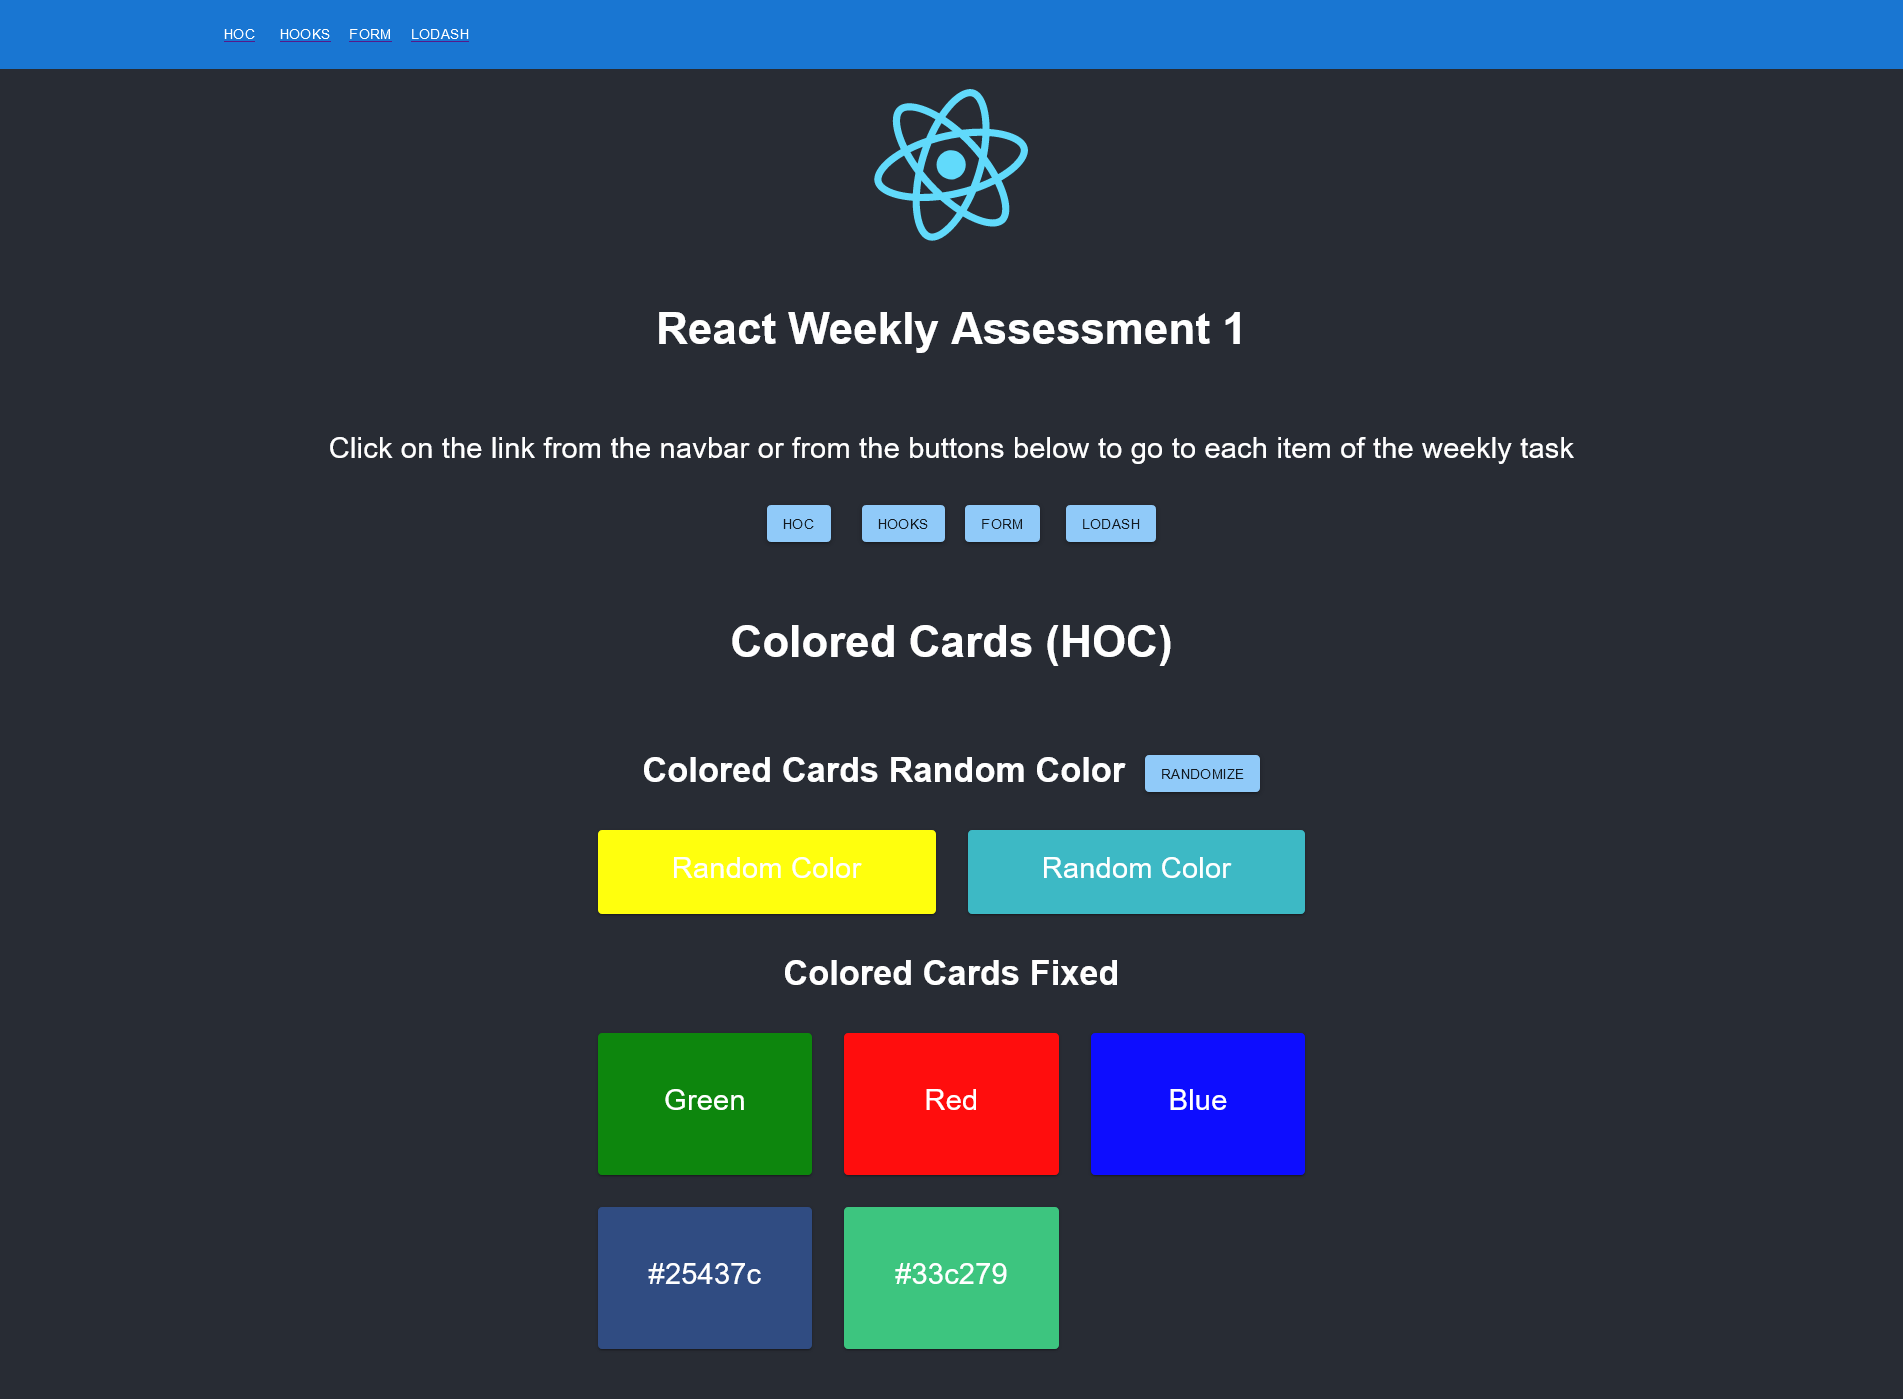 HOC HOOKS FORM LODASH
React Weekly Assessment 1
Click on the link from the navbar or from the buttons below to go to each item of the weekly task
HOC HOOKS FORM LODASH
Colored Cards (HOC)
Colored Cards Random Color RANDOMIZE
Random Color Random Color
Colored Cards Fixed
Green Red Blue
#25437c #33c279